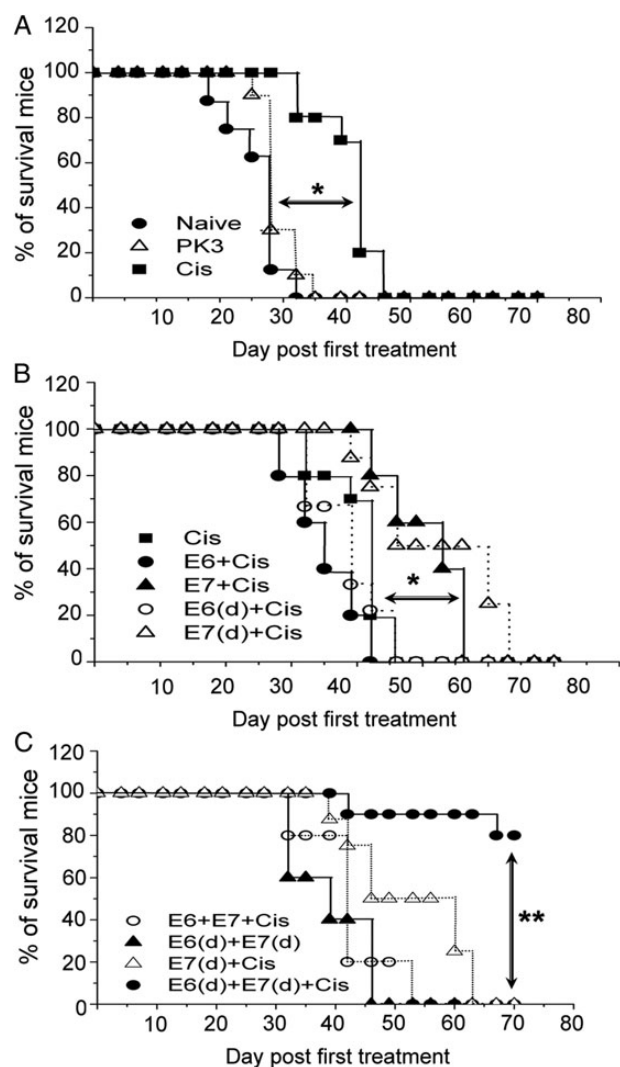 A
120
100
80
60
40
20
0
% of survival mice
*
Naive
PK3
Cis
0 10 20 30 40 50 60 70 80
Day post first treatment
B
120
100
80
60
40
20
0
% of survival mice
Cis
E6+Cis
E7+Cis
E6(d)+Cis
E7(d)+Cis
*
0 10 20 30 40 50 60 70 75 80
Day post first treatment
C
120
100
80
60
40
20
0
% of survival mice
E6+E7+Cis
E6(d)+E7(d)
E7(d)+Cis
E6(d)+E7(d)+Cis
**
0 10 20 30 40 50 60 70 80
Day post first treatment